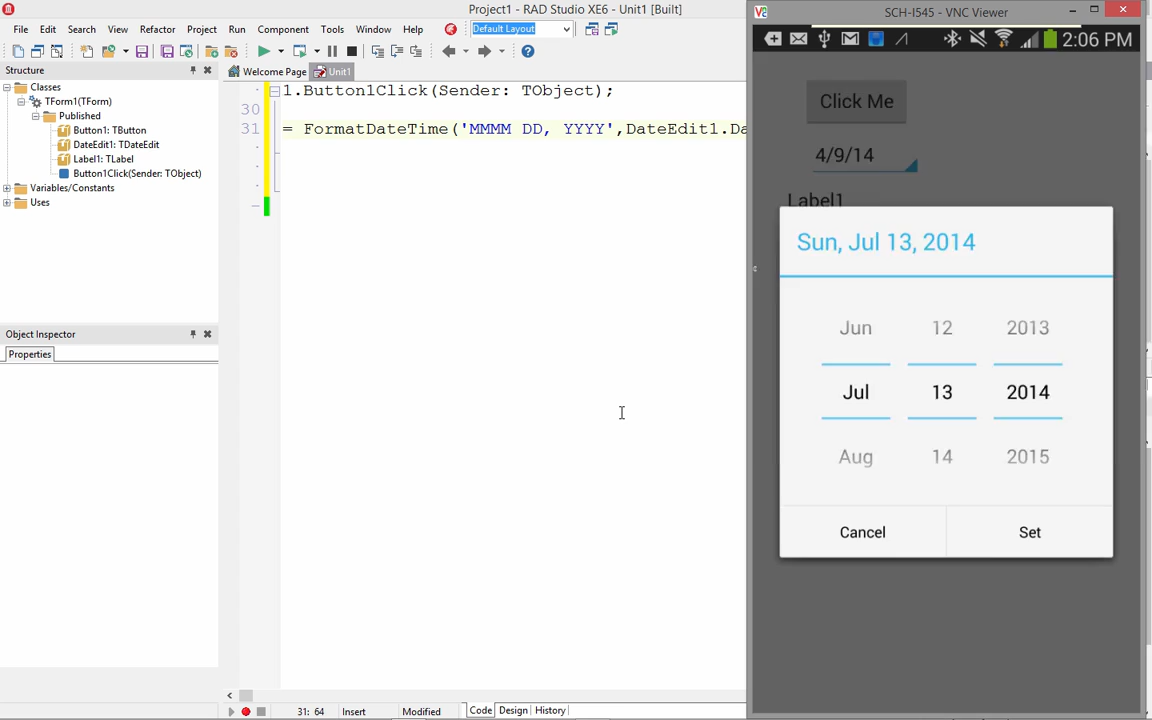 Project1 - RAD Studio XE6 - Unit1 [Built]
File Edit Search View Refactor Project Run Component Tools Window Help
Default Layout
Structure
Welcome Page
Unit1
Classes
TForm1(TForm)
Published
Button1: TButton
DateEdit1: TDateEdit
Label1: TLabel
Button1Click(Sender: TObject)
Variables/Constants
Uses
1.Button1Click(Sender: TObject);
30
31 = FormatDateTime('MMMM DD, YYYY',DateEdit1.Da
Object Inspector
Properties
31: 64 Insert Modified Code Design History
VC SCH-I545 - VNC Viewer
2:06 PM
Click Me
4/9/14
Label1
Sun, Jul 13, 2014
Jun 12 2013
Jul 13 2014
Aug 14 2015
Cancel Set